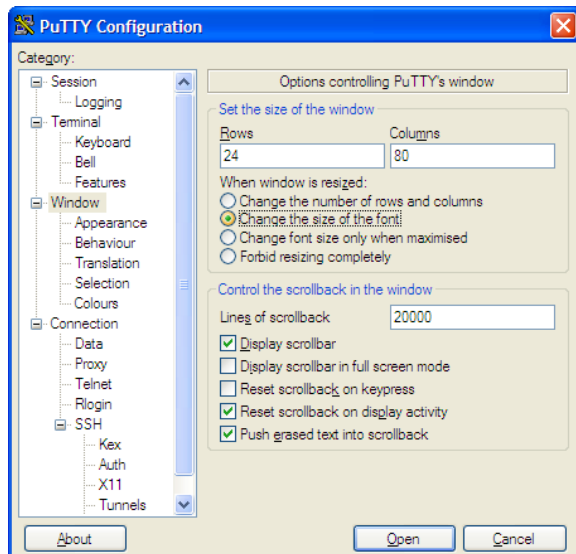 PuTTY Configuration
Category:
Session
Logging
Terminal
Keyboard
Bell
Features
Window
Appearance
Behaviour
Translation
Selection
Colours
Connection
Data
Proxy
Telnet
Rlogin
SSH
Kex
Auth
X11
Tunnels
Options controlling PuTTY's window
Set the size of the window
Rows Columns
24 80
When window is resized:
Change the number of rows and columns
Change the size of the font
Change font size only when maximised
Forbid resizing completely
Control the scrollback in the window
Lines of scrollback 20000
Display scrollbar
Display scrollbar in full screen mode
Reset scrollback on keypress
Reset scrollback on display activity
Push erased text into scrollback
About Open Cancel